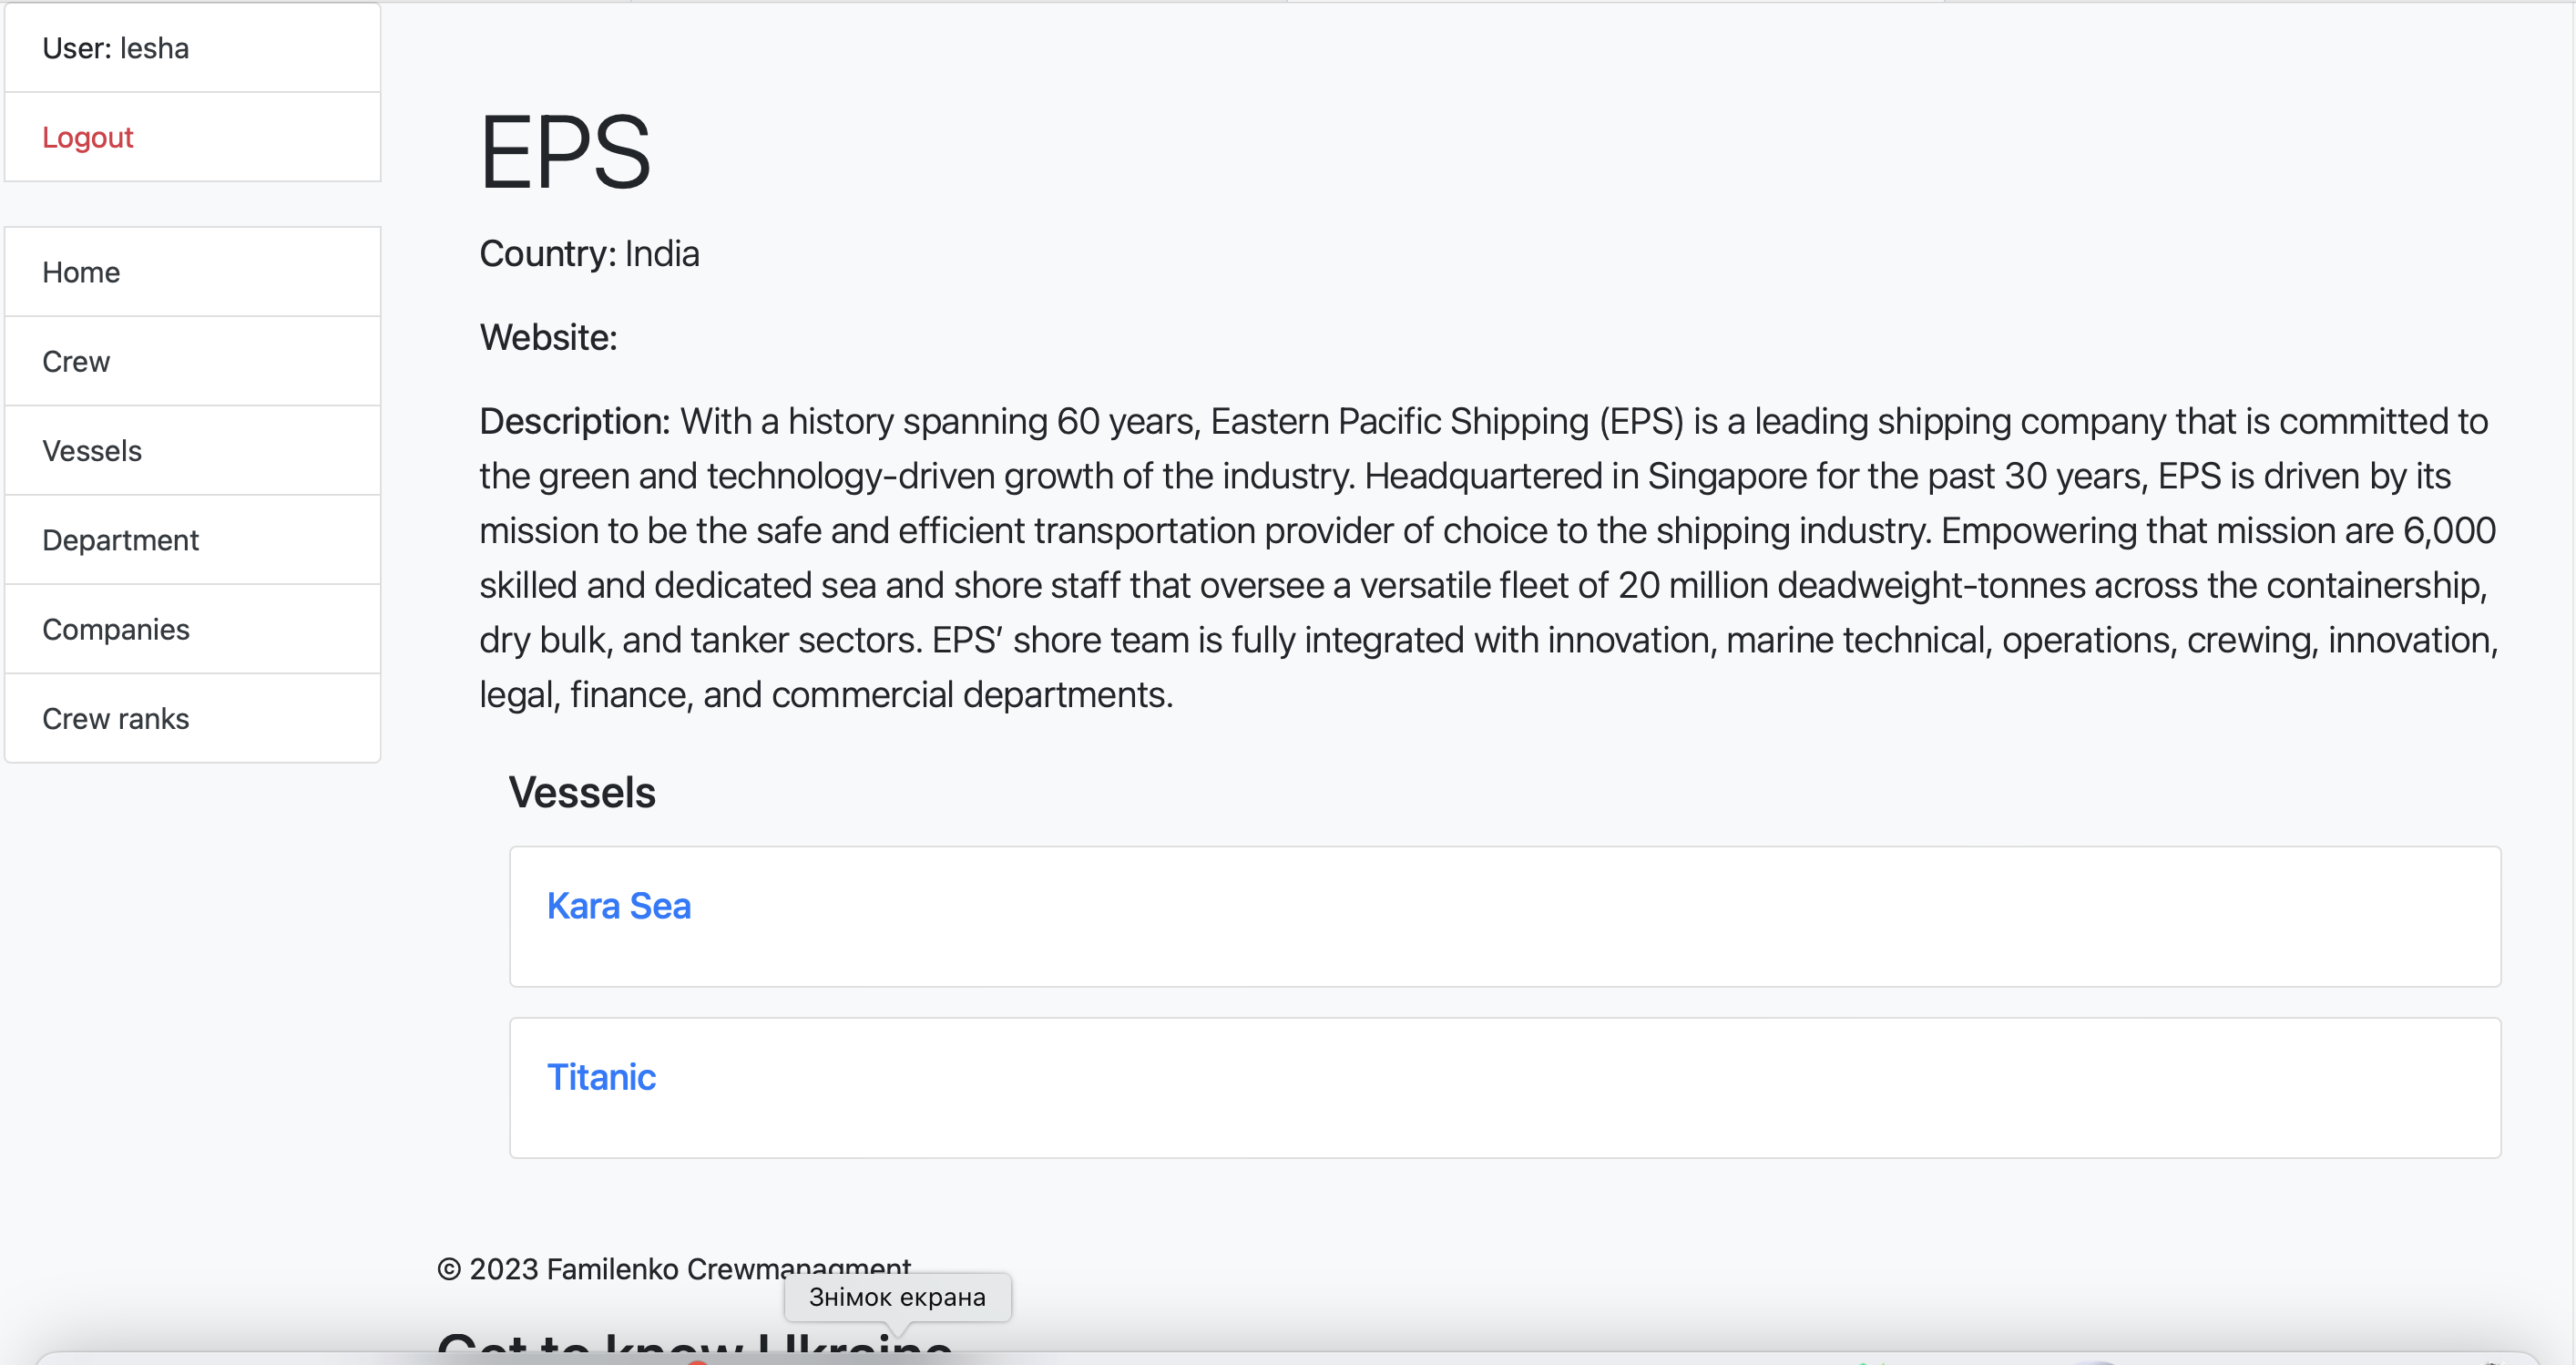 User: lesha
Logout
Home
Crew
Vessels
Department
Companies
Crew ranks
EPS
Country: India
Website:
Description: With a history spanning 60 years, Eastern Pacific Shipping (EPS) is a leading shipping company that is committed to
the green and technology-driven growth of the industry. Headquartered in Singapore for the past 30 years, EPS is driven by its
mission to be the safe and efficient transportation provider of choice to the shipping industry. Empowering that mission are 6,000
skilled and dedicated sea and shore staff that oversee a versatile fleet of 20 million deadweight-tonnes across the containership,
dry bulk, and tanker sectors. EPS’ shore team is fully integrated with innovation, marine technical, operations, crewing, innovation,
legal, finance, and commercial departments.
Vessels
Kara Sea
Titanic
© 2023 Familenko Crewmanagment
Знімок екрана
Get to know Ukraine